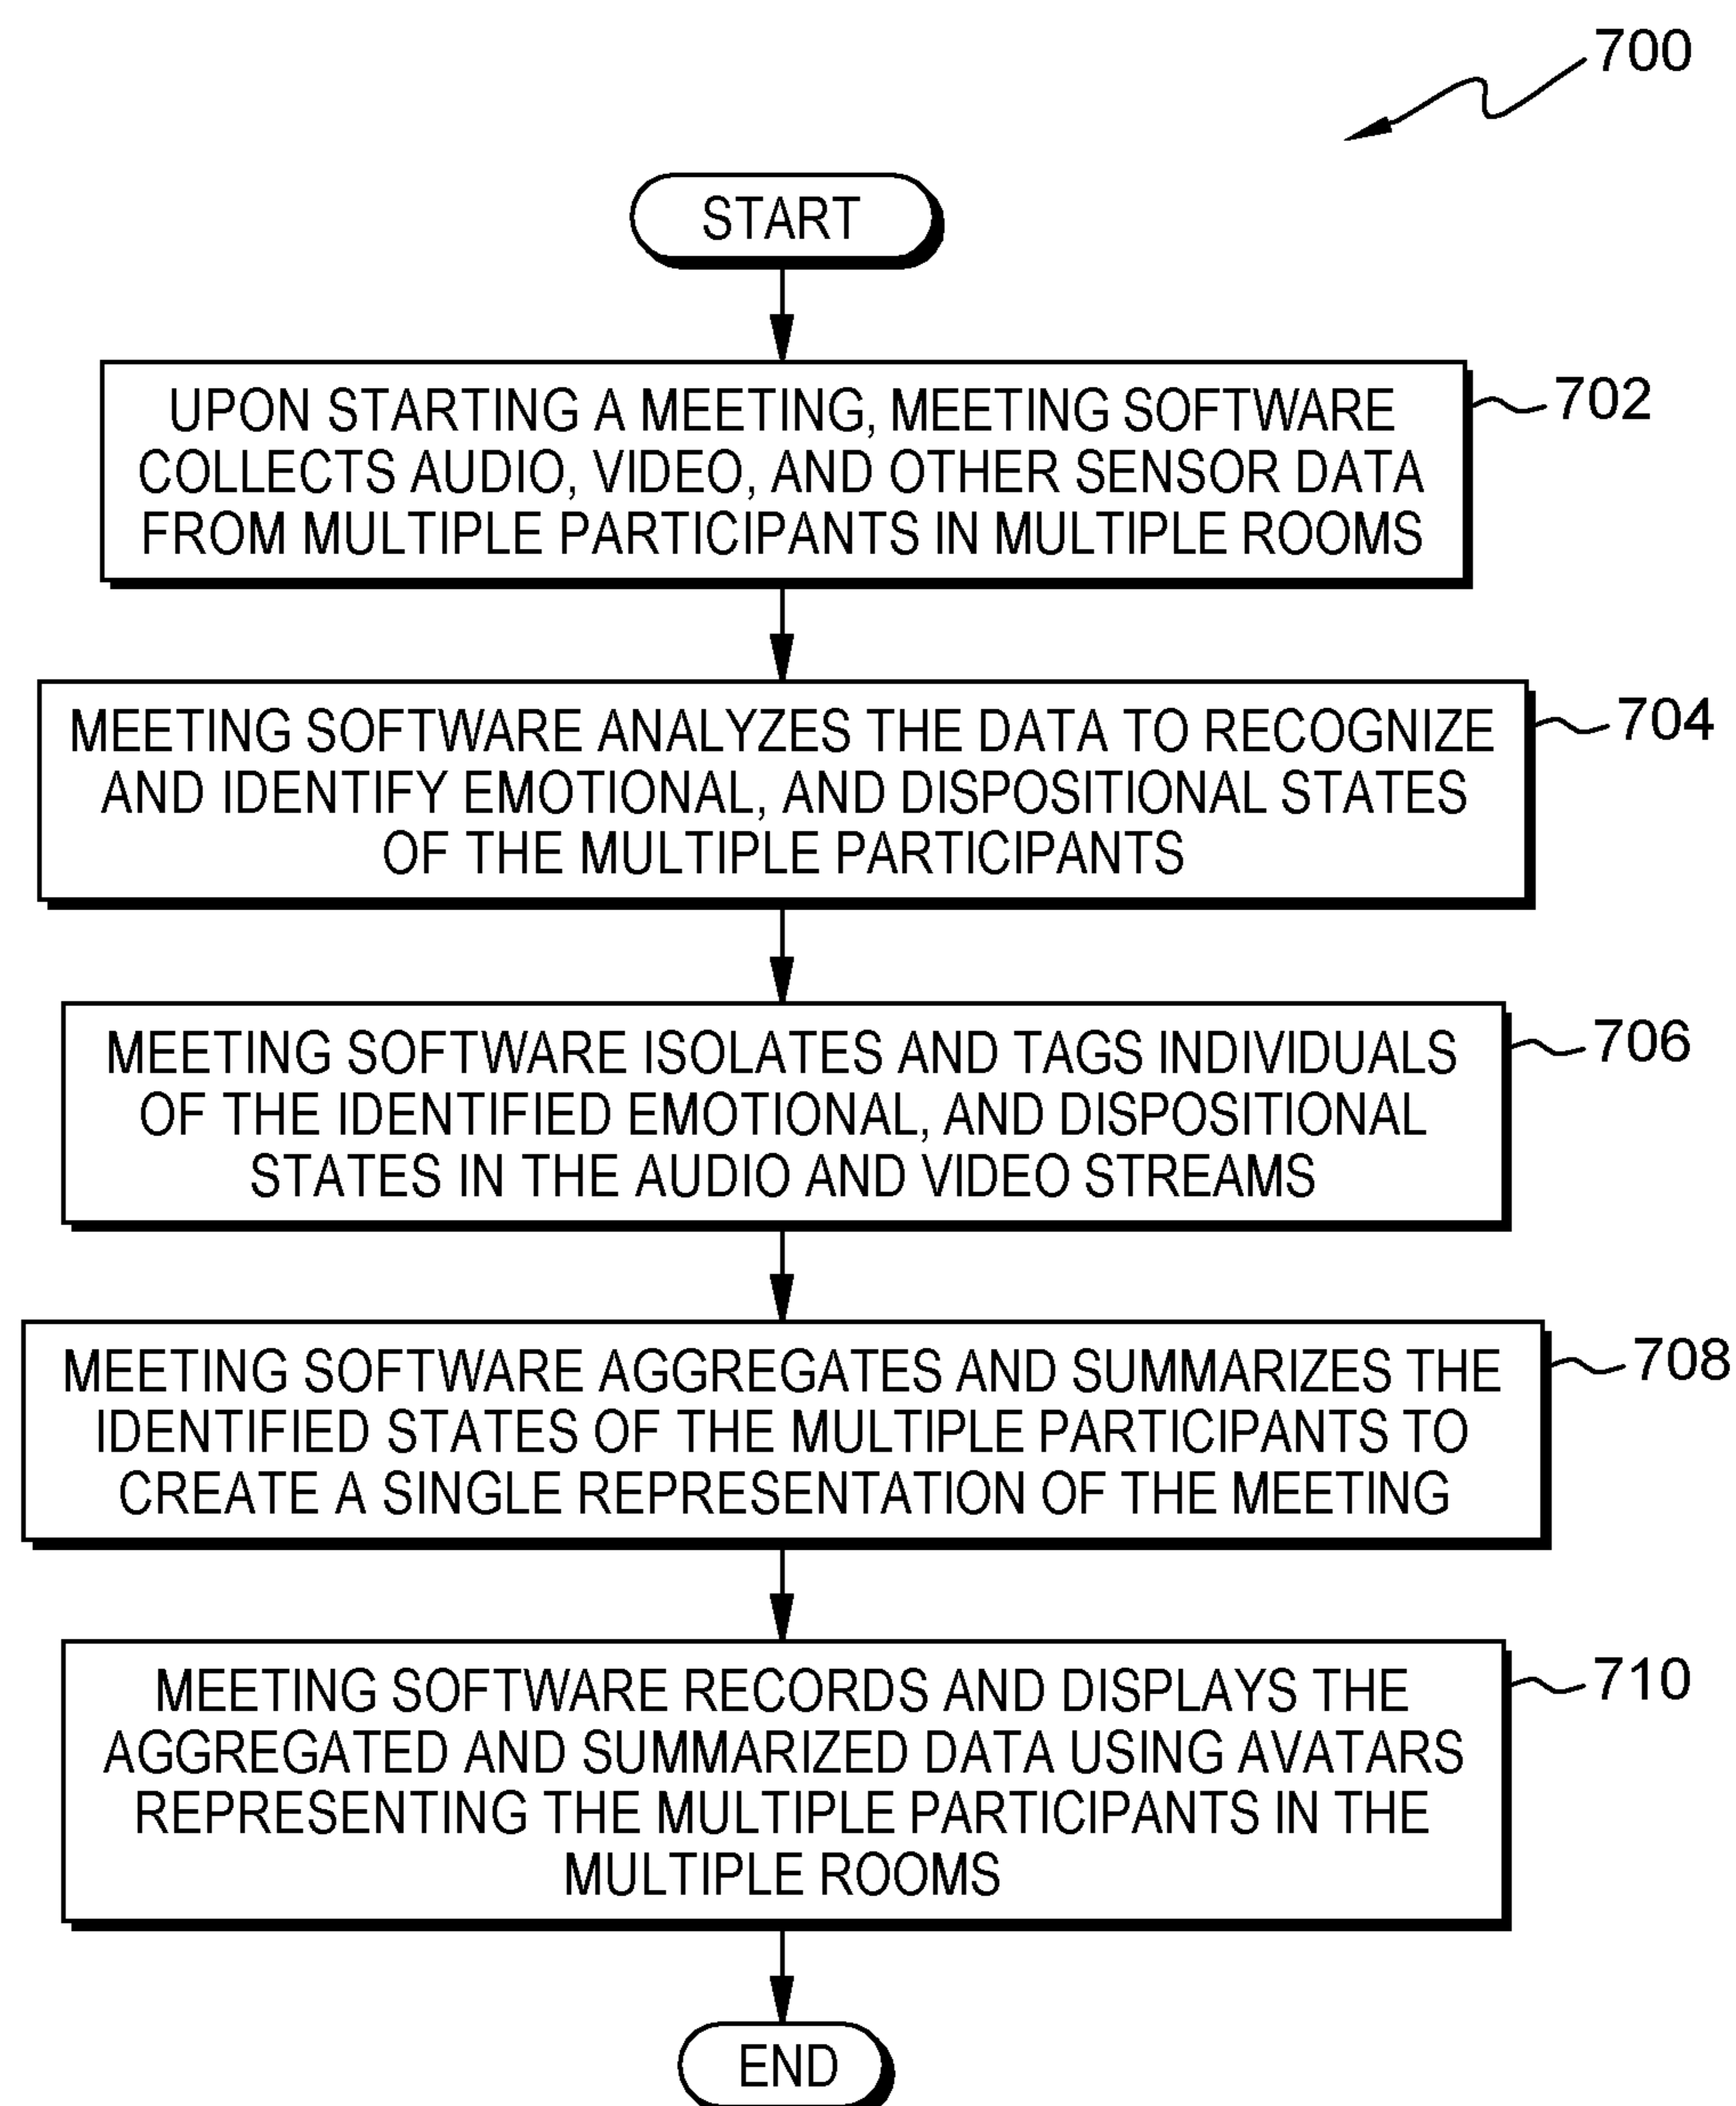 700
START
UPON STARTING A MEETING, MEETING SOFTWARE
COLLECTS AUDIO, VIDEO, AND OTHER SENSOR DATA
FROM MULTIPLE PARTICIPANTS IN MULTIPLE ROOMS
702
MEETING SOFTWARE ANALYZES THE DATA TO RECOGNIZE
AND IDENTIFY EMOTIONAL, AND DISPOSITIONAL STATES
OF THE MULTIPLE PARTICIPANTS
704
MEETING SOFTWARE ISOLATES AND TAGS INDIVIDUALS
OF THE IDENTIFIED EMOTIONAL, AND DISPOSITIONAL
STATES IN THE AUDIO AND VIDEO STREAMS
706
MEETING SOFTWARE AGGREGATES AND SUMMARIZES THE
IDENTIFIED STATES OF THE MULTIPLE PARTICIPANTS TO
CREATE A SINGLE REPRESENTATION OF THE MEETING
708
MEETING SOFTWARE RECORDS AND DISPLAYS THE
AGGREGATED AND SUMMARIZED DATA USING AVATARS
REPRESENTING THE MULTIPLE PARTICIPANTS IN THE
MULTIPLE ROOMS
710
END